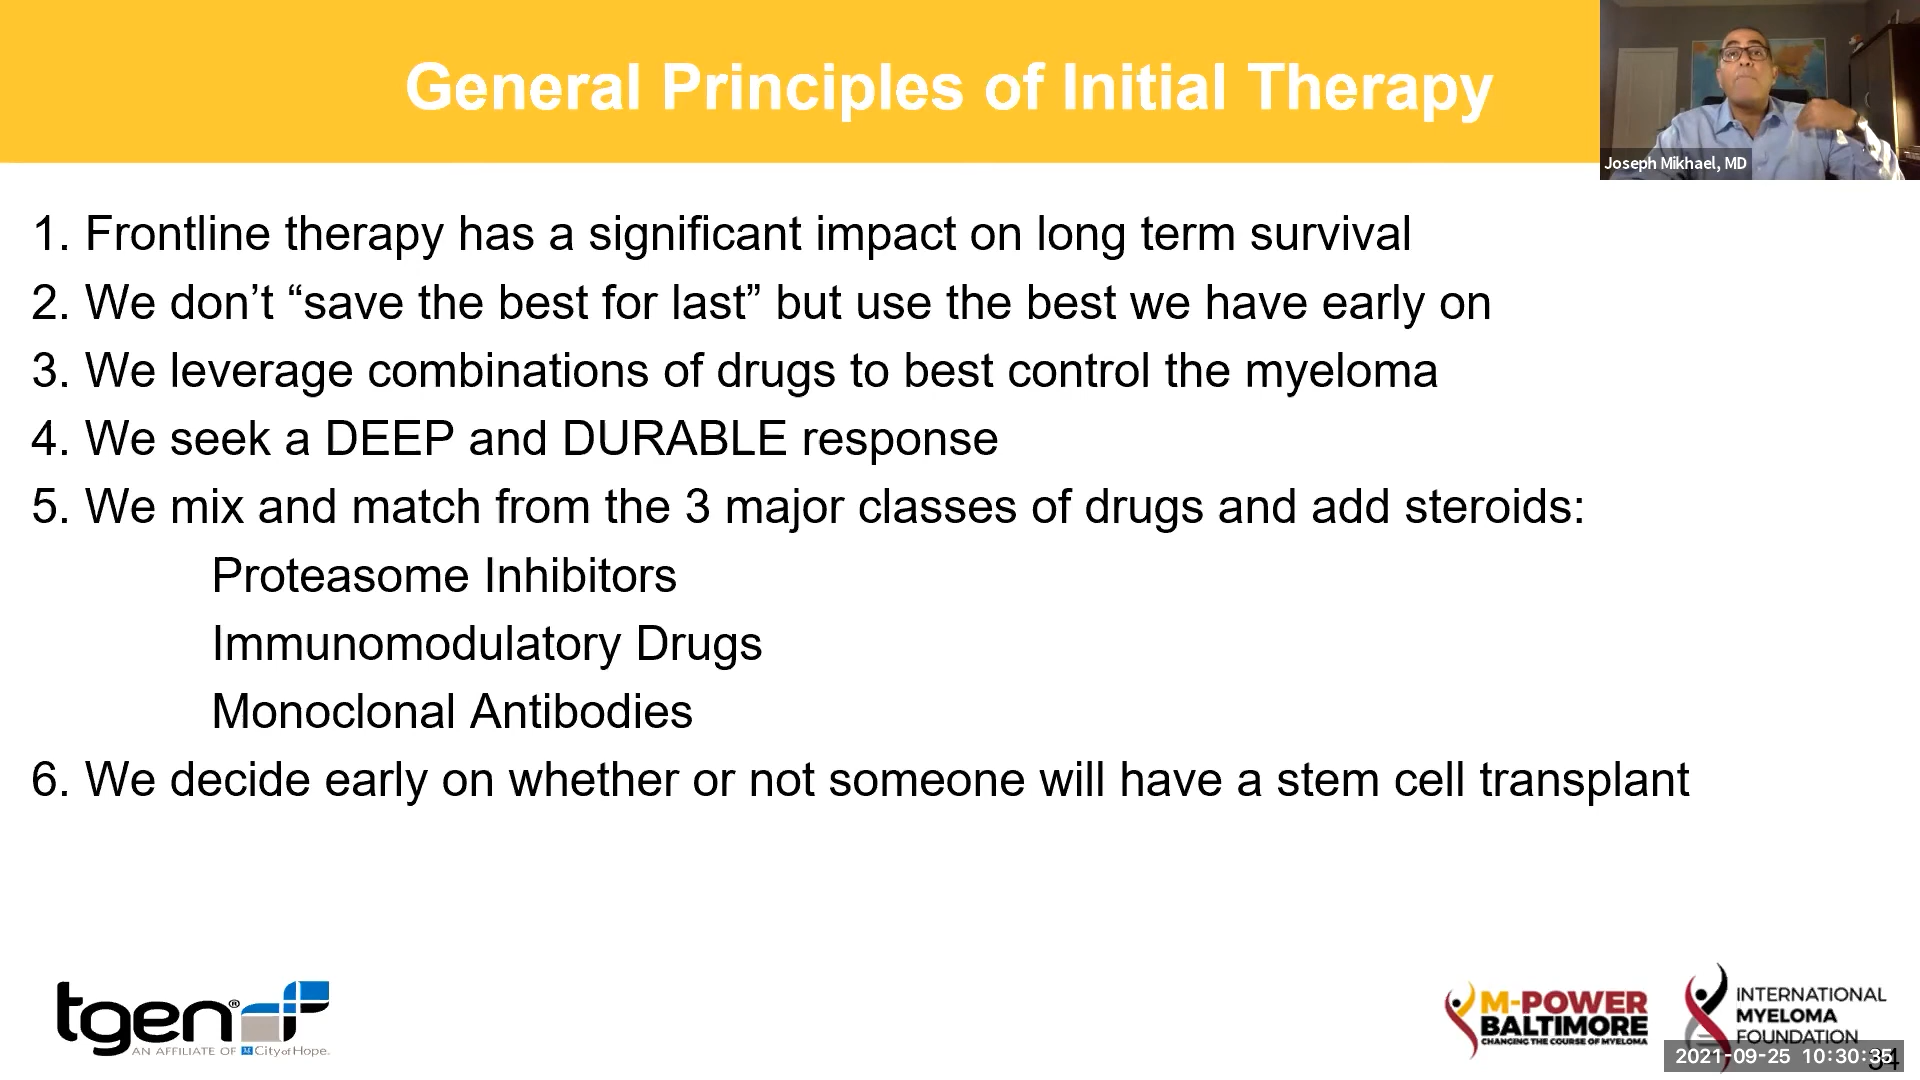 General Principles of Initial Therapy
Joseph Mikhael, MD
1. Frontline therapy has a significant impact on long term survival
2. We don’t “save the best for last” but use the best we have early on
3. We leverage combinations of drugs to best control the myeloma
4. We seek a DEEP and DURABLE response
5. We mix and match from the 3 major classes of drugs and add steroids:
Proteasome Inhibitors
Immunomodulatory Drugs
Monoclonal Antibodies
6. We decide early on whether or not someone will have a stem cell transplant
tgen®
AN AFFILIATE OF City of Hope.
M-POWER
BALTIMORE
CHANGING THE COURSE OF MYELOMA
INTERNATIONAL
MYELOMA
FOUNDATION
2021-09-25 10:30:35
34